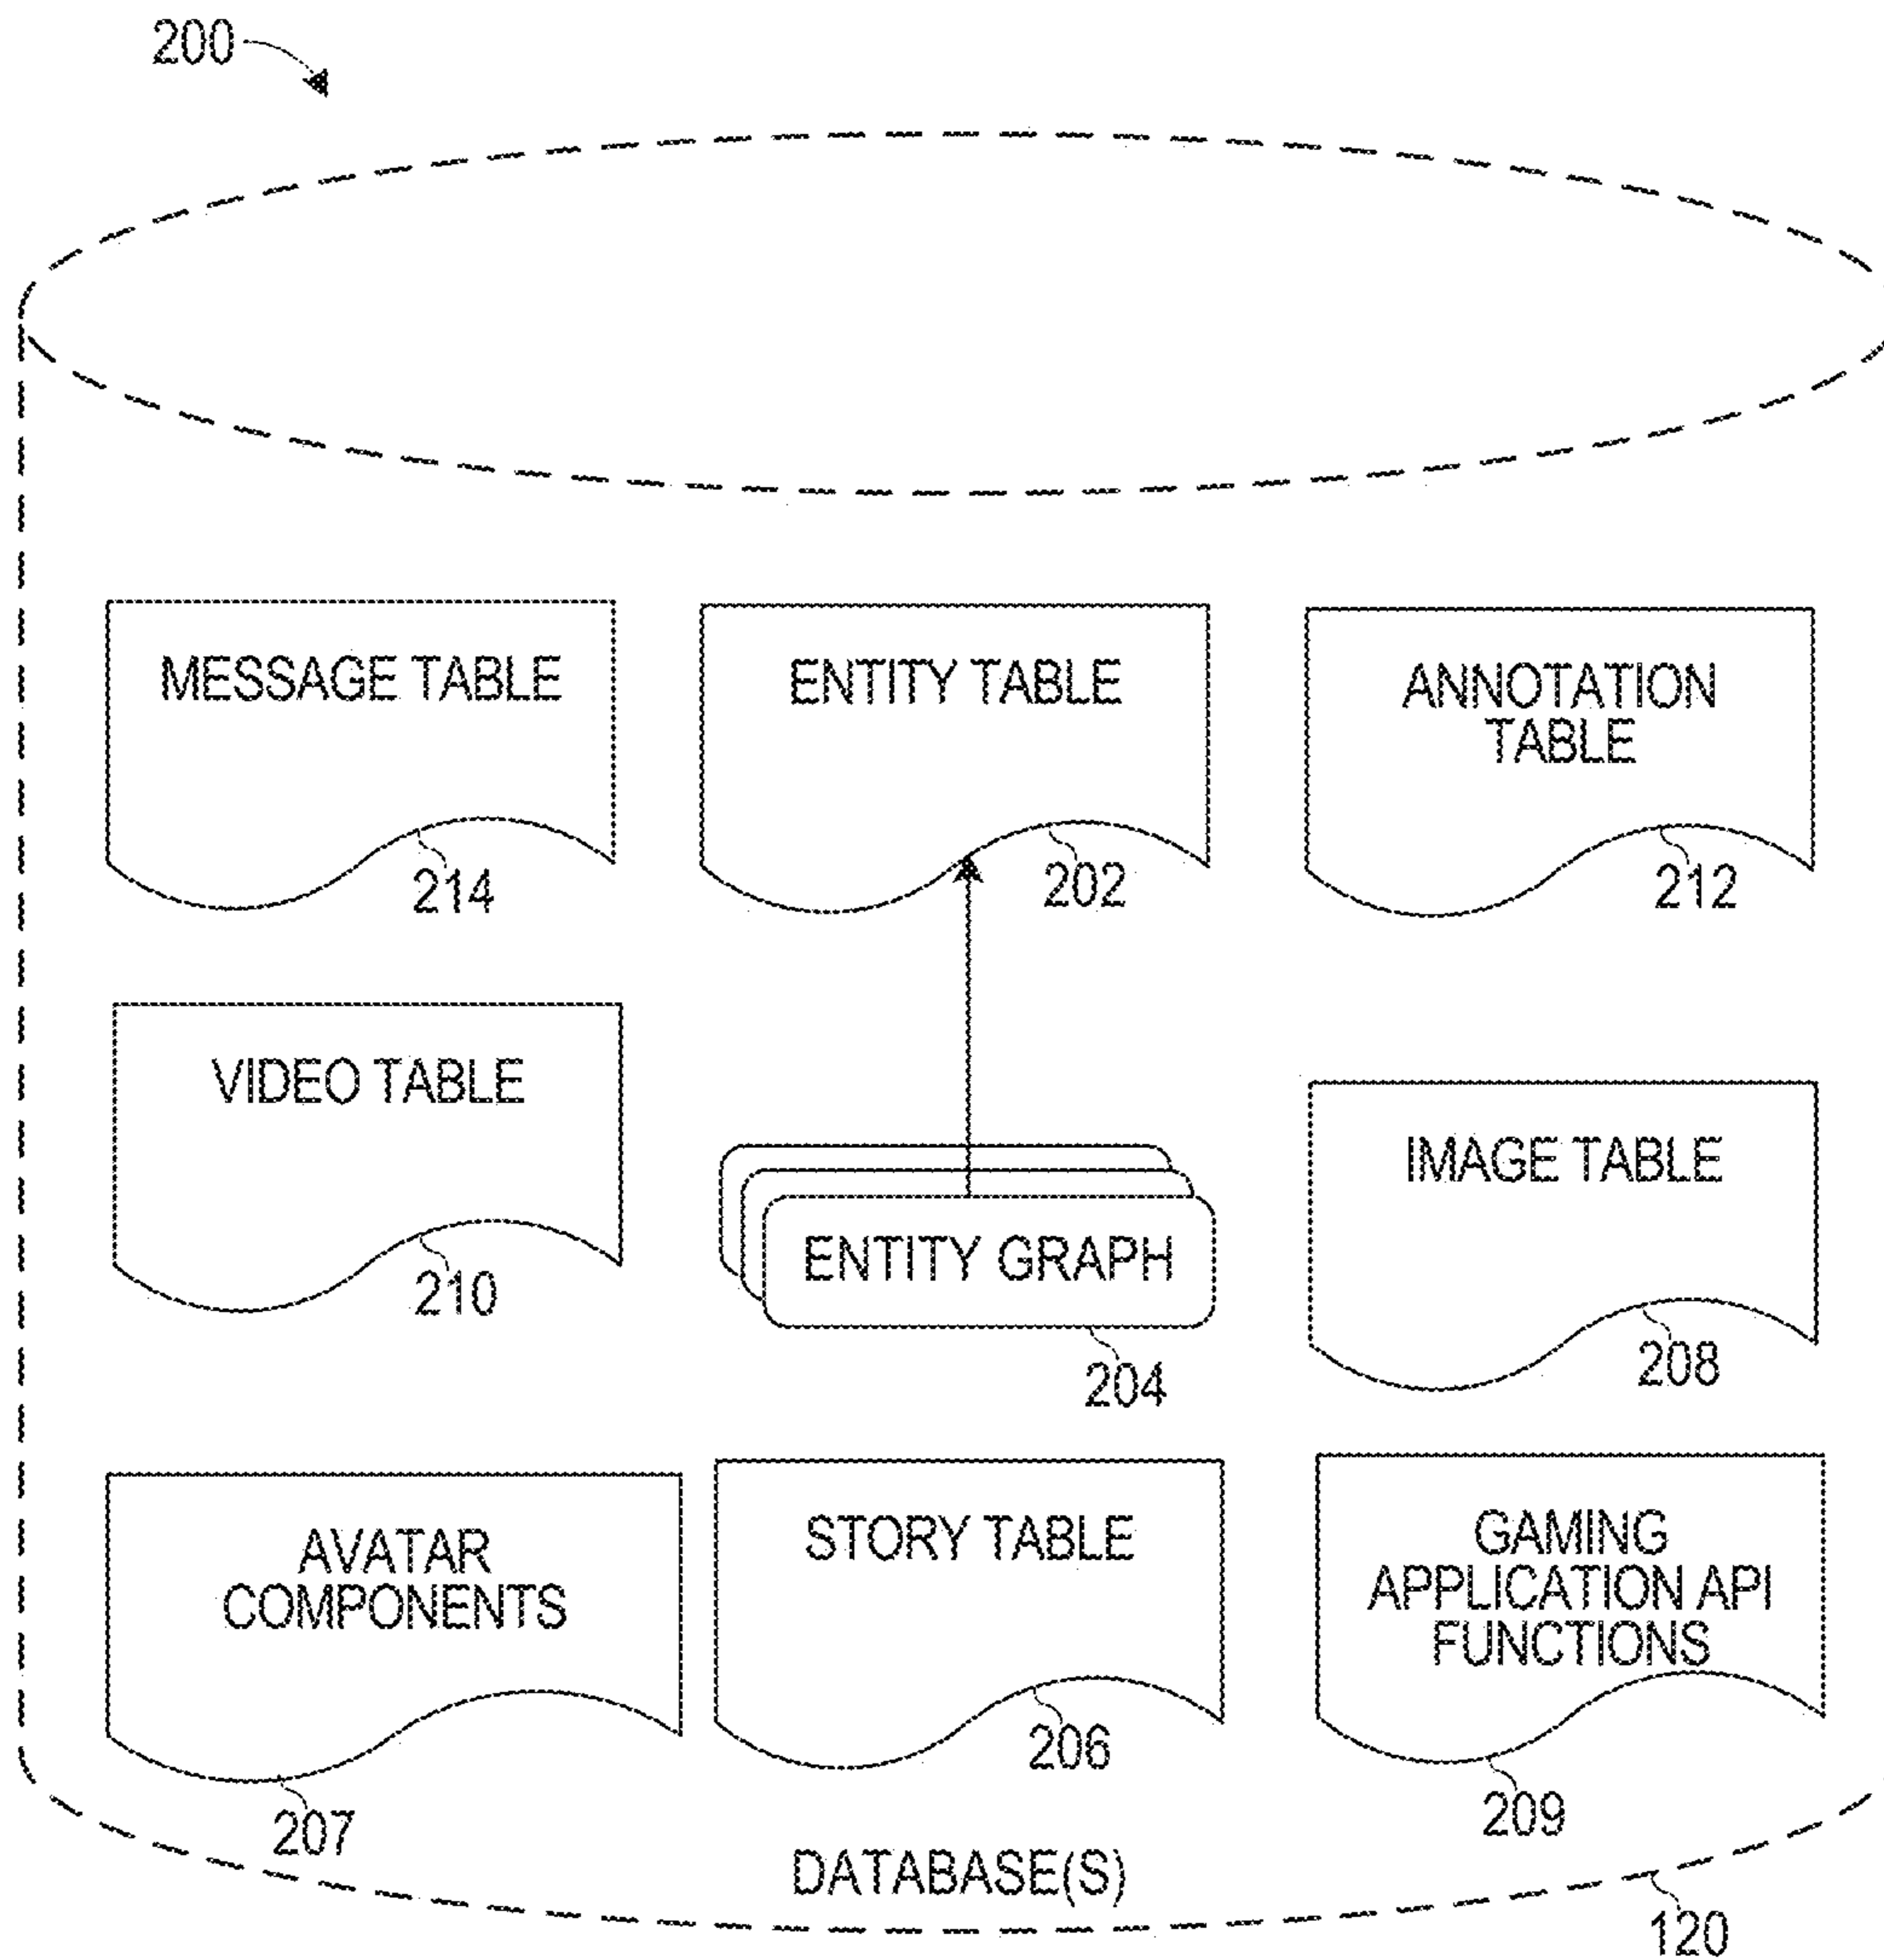 200
MESSAGE TABLE
214
ENTITY TABLE
202
ANNOTATION
TABLE
212
VIDEO TABLE
210
ENTITY GRAPH
204
IMAGE TABLE
208
AVATAR
COMPONENTS
207
STORY TABLE
206
GAMING
APPLICATION API
FUNCTIONS
209
DATABASE(S)
120